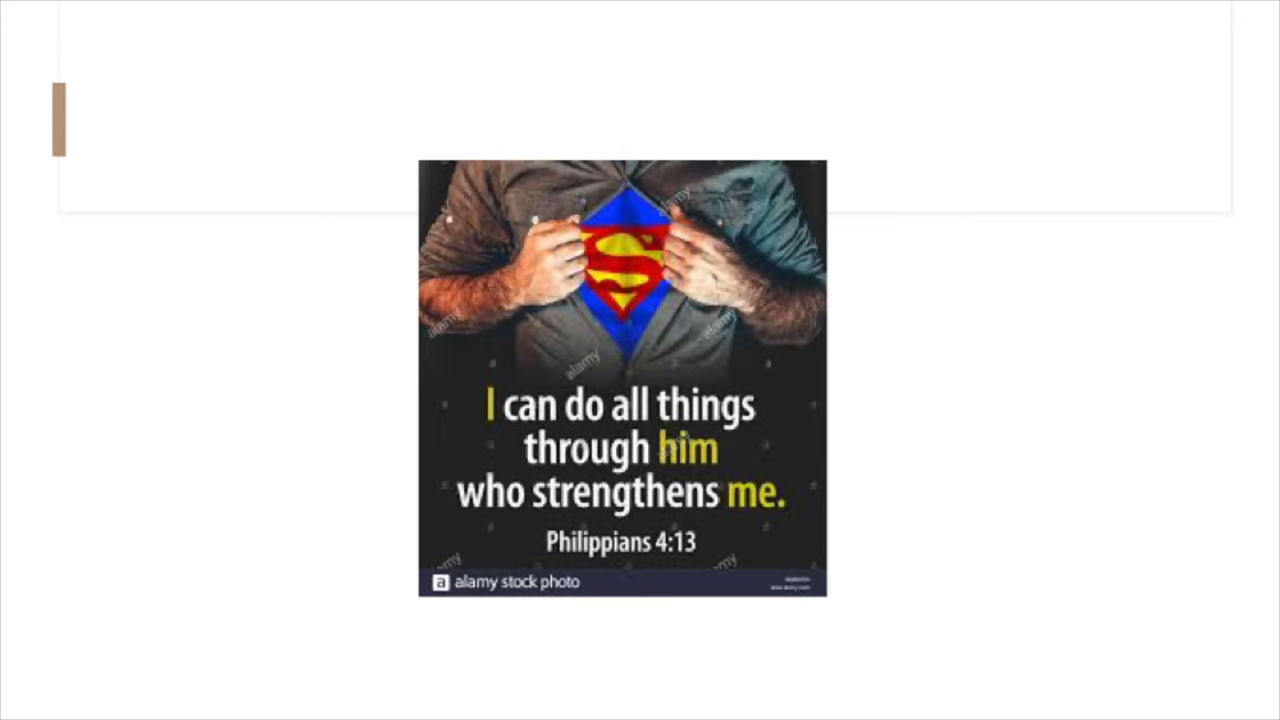 I can do all things
through him
who strengthens me.
Philippians 4:13
a alamy stock photo